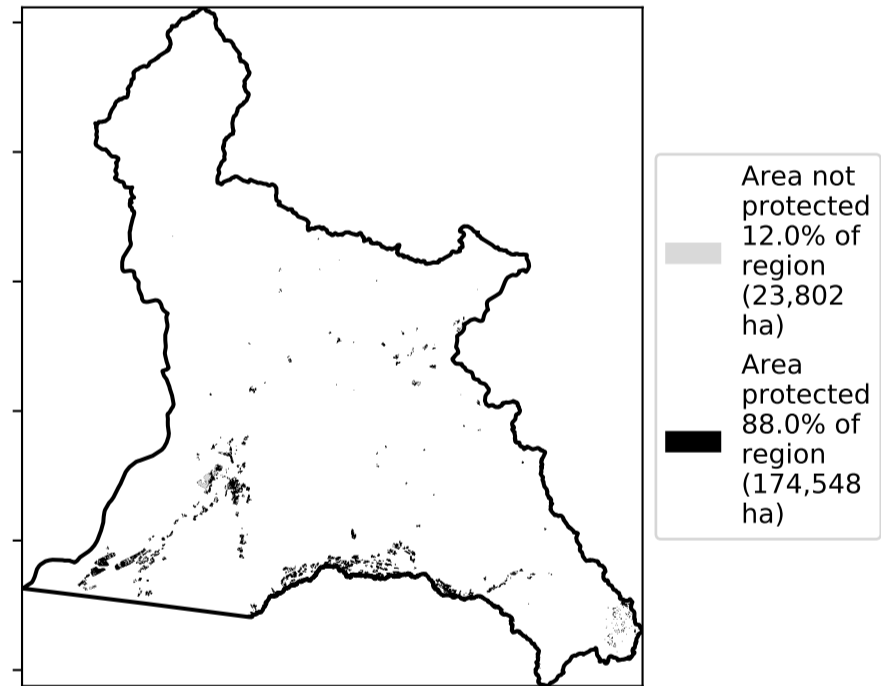 Area not
protected
12.0% of
region
(23,802
ha)
Area
protected
88.0% of
region
(174,548
ha)